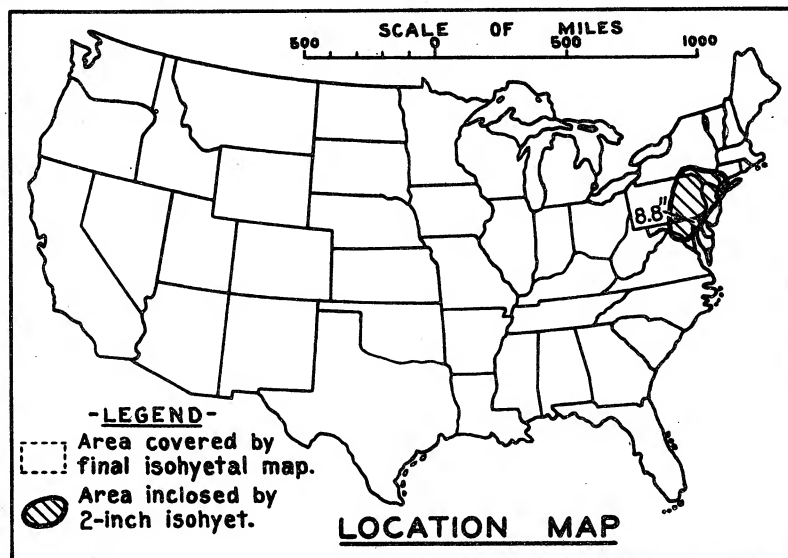 SCALE OF MILES
500 0 500 1000
8.8"
-LEGEND-
Area covered by
final isohyetal map.
Area inclosed by
2-inch isohyet.
LOCATION MAP